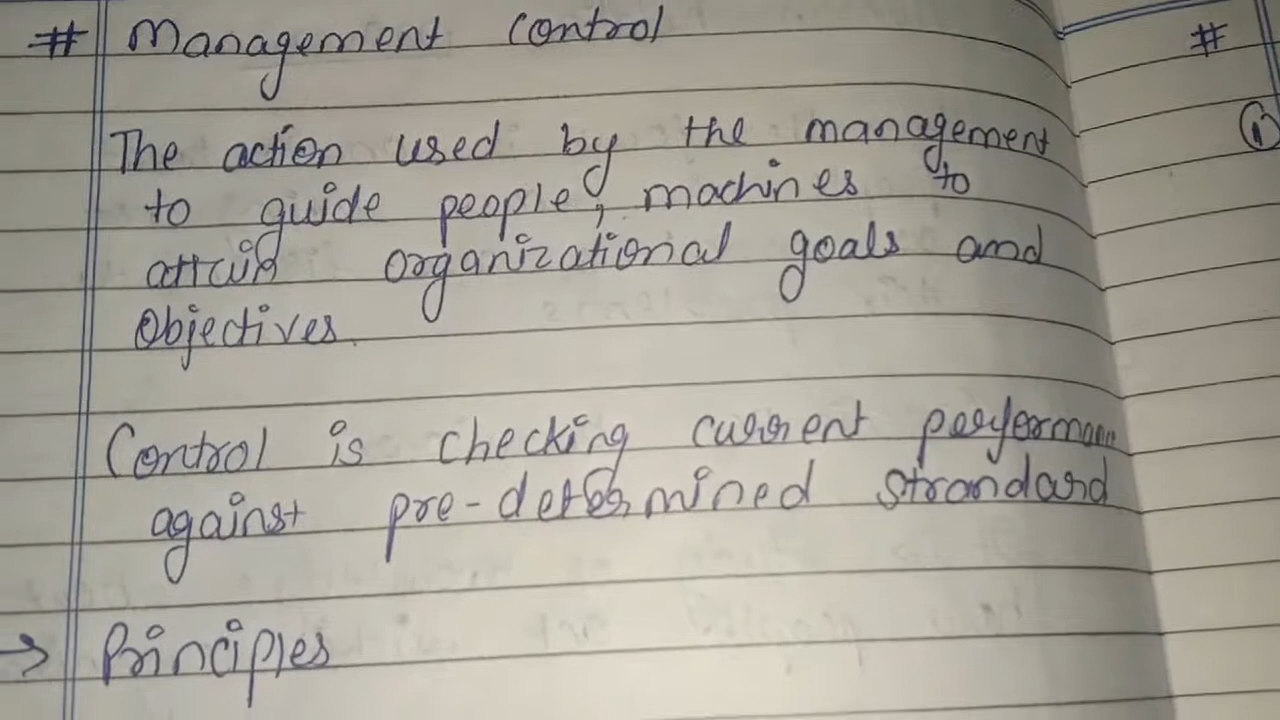 # Management control
The action used by the management
to guide people, machines to
attain organizational goals and
objectives.
Control is checking current performance
against pre-determined strandard
→ Principles
#
i